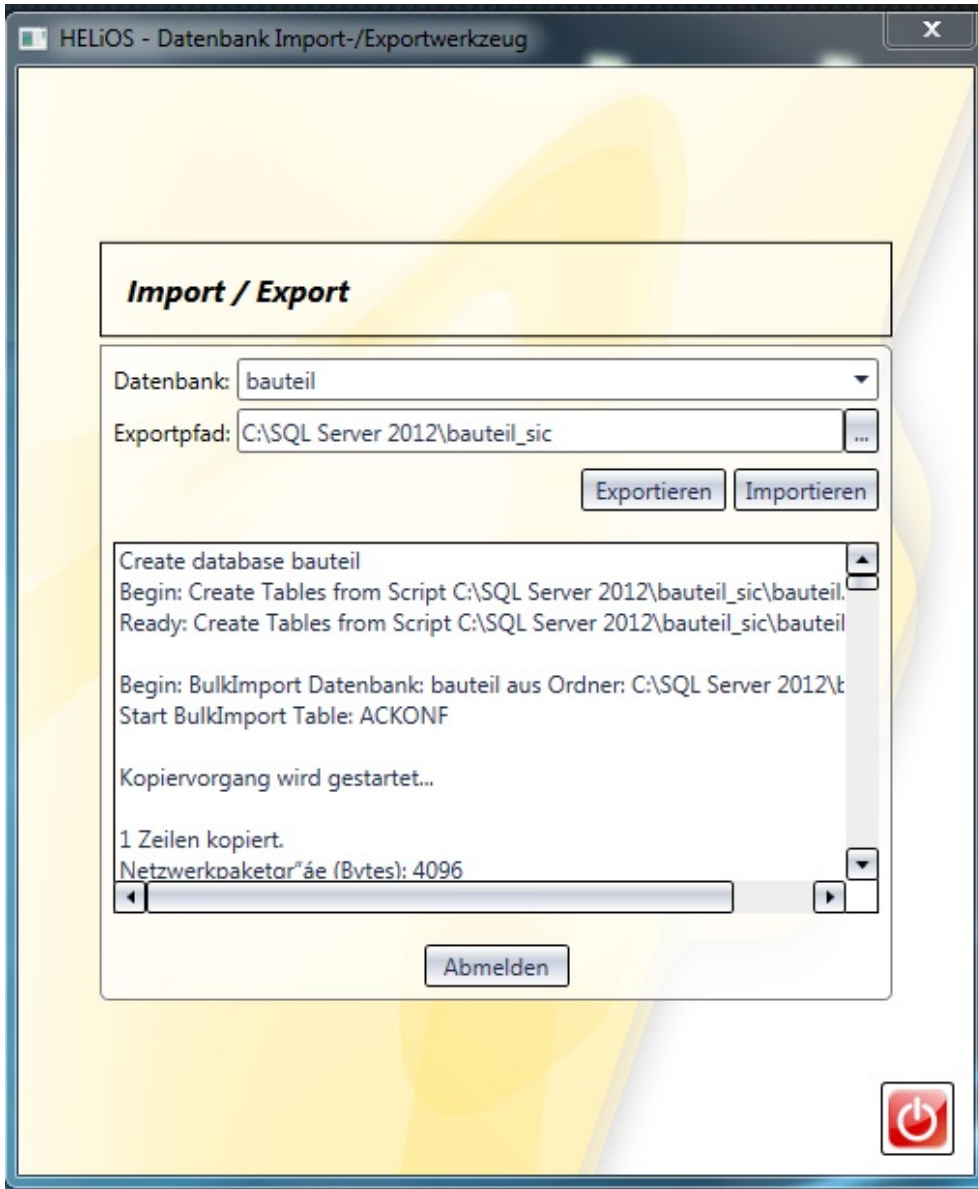 HELiOS - Datenbank Import-/Exportwerkzeug
x
Import / Export
Datenbank: bauteil
Exportpfad: C:\SQL Server 2012\bauteil_sic ...
Exportieren Importieren
Create database bauteil
Begin: Create Tables from Script C:\SQL Server 2012\bauteil_sic\bauteil.
Ready: Create Tables from Script C:\SQL Server 2012\bauteil_sic\bauteil
Begin: BulkImport Datenbank: bauteil aus Ordner: C:\SQL Server 2012\b
Start BulkImport Table: ACKONF
Kopiervorgang wird gestartet...
1 Zeilen kopiert.
Netzwerkpaketgr"áe (Bytes): 4096
Abmelden